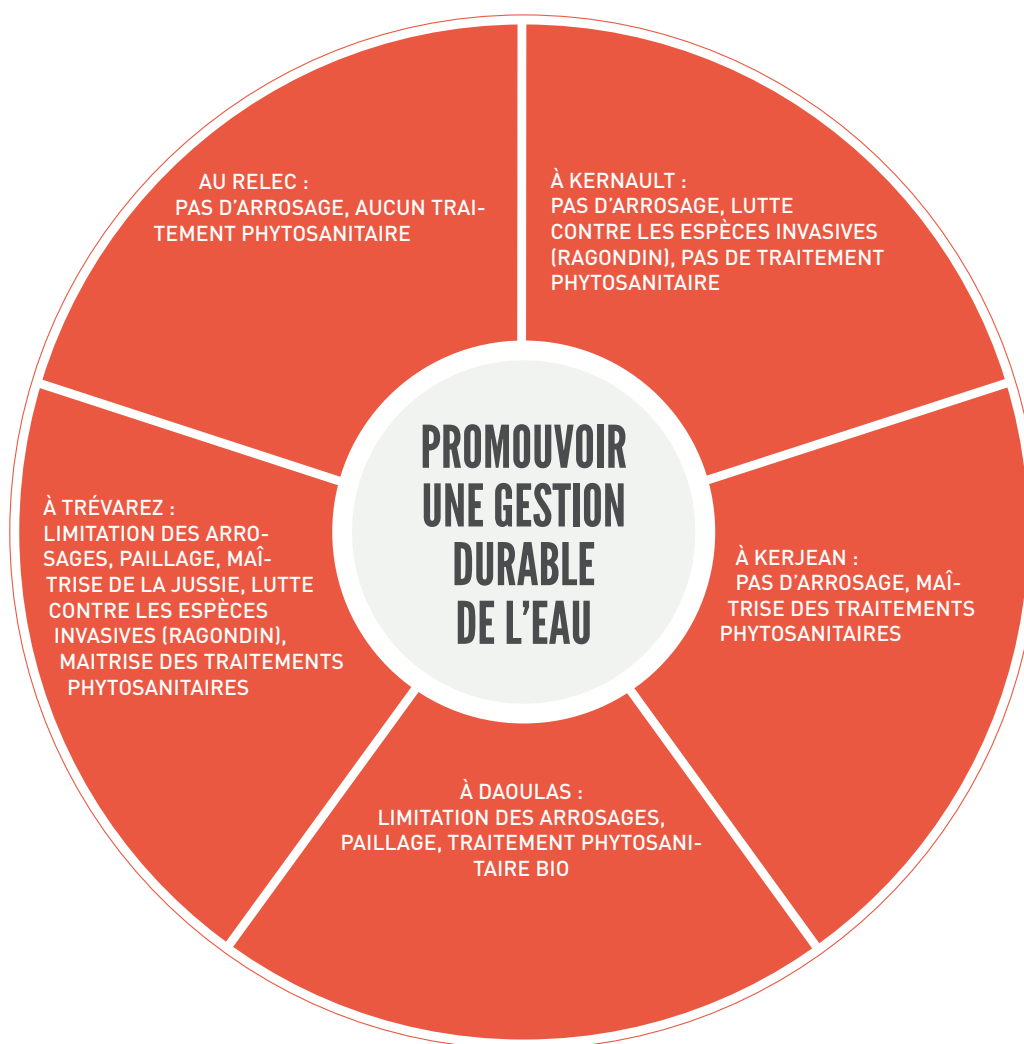 AU RELEC :
PAS D'ARROSAGE, AUCUN TRAI-
TEMENT PHYTOSANITAIRE
À KERNAULT :
PAS D'ARROSAGE, LUTTE
CONTRE LES ESPÈCES INVASIVES
(RAGONDIN), PAS DE TRAITEMENT
PHYTOSANITAIRE
PROMOUVOIR
UNE GESTION
DURABLE
DE L'EAU
À TRÉVAREZ :
LIMITATION DES ARRO-
SAGES, PAILLAGE, MAÎ-
TRISE DE LA JUSSIE, LUTTE
CONTRE LES ESPÈCES
INVASIVES (RAGONDIN),
MAITRISE DES TRAITEMENTS
PHYTOSANITAIRES
À KERJEAN :
PAS D'ARROSAGE, MAÎ-
TRISE DES TRAITEMENTS
PHYTOSANITAIRES
À DAOULAS :
LIMITATION DES ARROSAGES,
PAILLAGE, TRAITEMENT PHYTOSANI-
TAIRE BIO